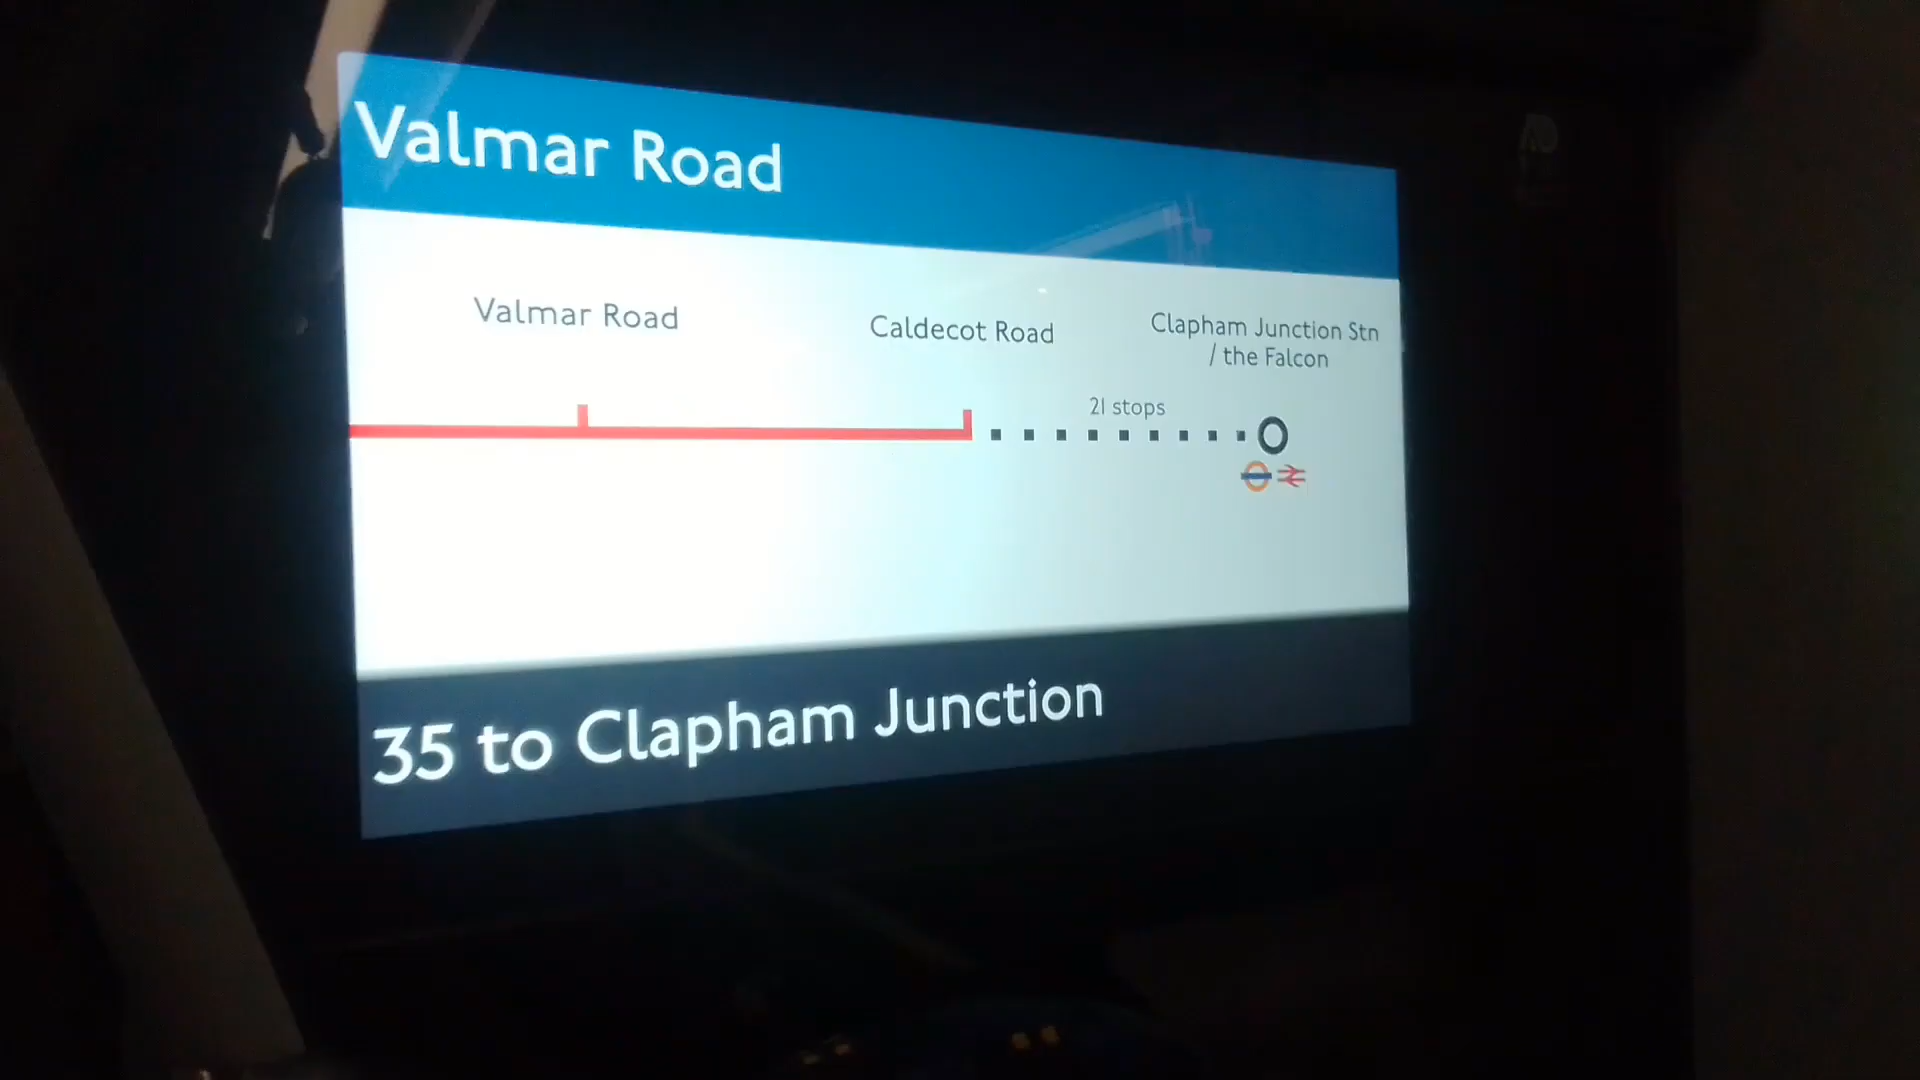 Valmar Road
Valmar Road
Caldecot Road
Clapham Junction Stn
/ the Falcon
21 stops
35 to Clapham Junction